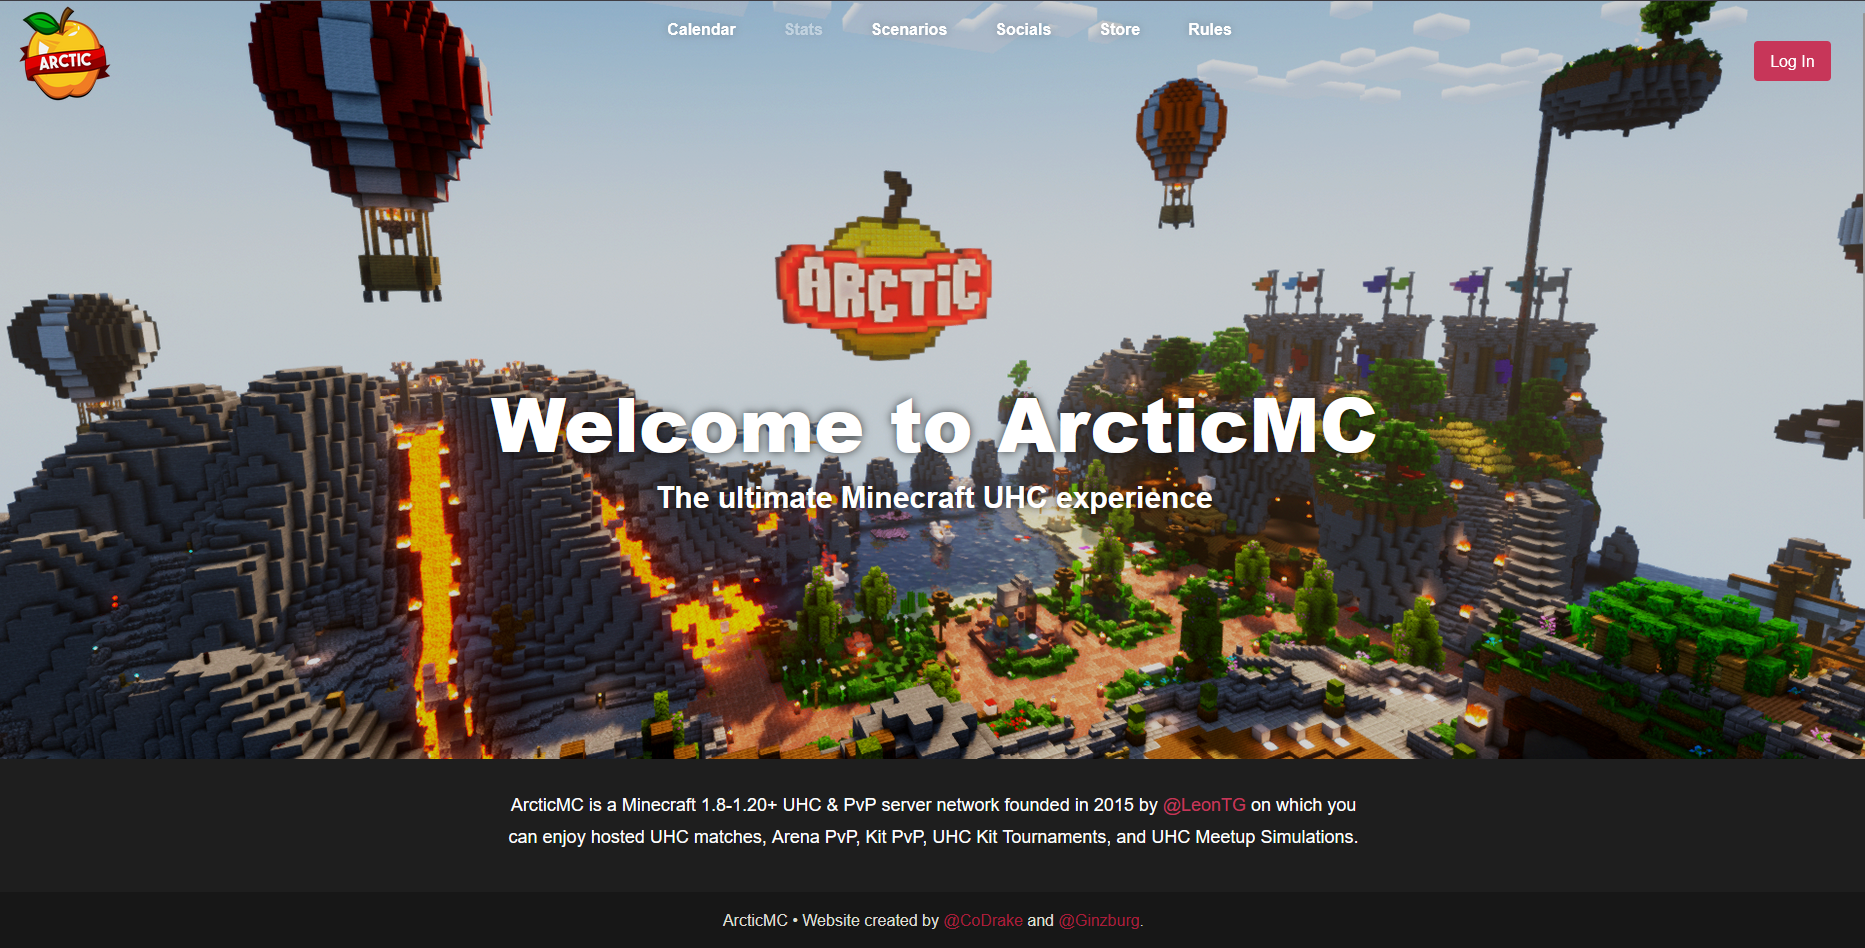 ARCTIC
Calendar
Stats
Scenarios
Socials
Store
Rules
Log In
ARCTIC
Welcome to ArcticMC
The ultimate Minecraft UHC experience
ArcticMC is a Minecraft 1.8-1.20+ UHC & PvP server network founded in 2015 by @LeonTG on which you
can enjoy hosted UHC matches, Arena PvP, Kit PvP, UHC Kit Tournaments, and UHC Meetup Simulations.
ArcticMC • Website created by @CoDrake and @Ginzburg.